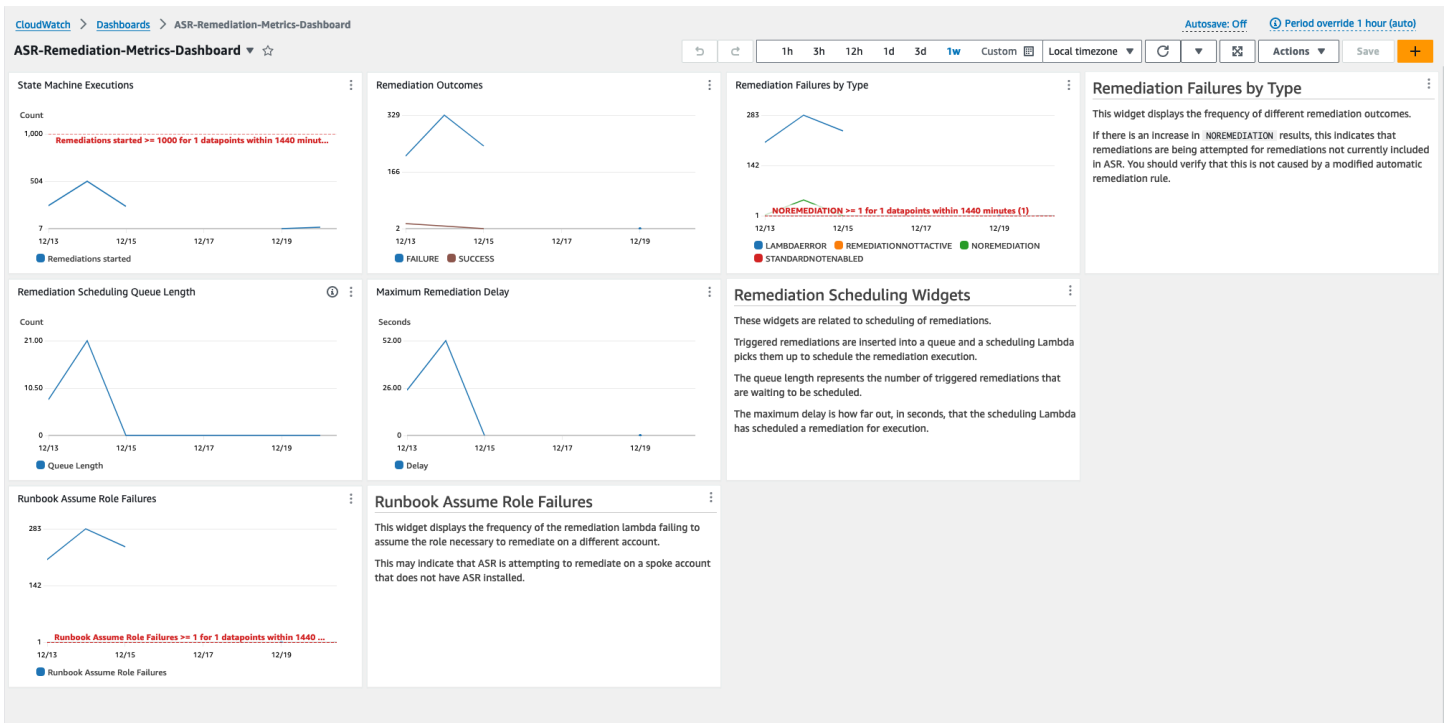 CloudWatch > Dashboards > ASR-Remediation-Metrics-Dashboard
Autosave: Off Period override 1 hour (auto)
ASR-Remediation-Metrics-Dashboard
1h 3h 12h 1d 3d 1w Custom Local timezone Actions Save +
State Machine Executions
Count
1,000
Remediations started >= 1000 for 1 datapoints within 1440 minut...
504
7
12/13 12/15 12/17 12/19
Remediations started
Remediation Outcomes
329
166
2
12/13 12/15 12/17 12/19
FAILURE SUCCESS
Remediation Failures by Type
283
142
1
NOREMEDIATION >= 1 for 1 datapoints within 1440 minutes (1)
12/13 12/15 12/17 12/19
LAMBDAERROR REMEDIATIONNOTTACTIVE NOREMEDIATION
STANDARDNOTENABLED
Remediation Failures by Type
This widget displays the frequency of different remediation outcomes.
If there is an increase in NOREMEDIATION results, this indicates that
remediations are being attempted for remediations not currently included
in ASR. You should verify that this is not caused by a modified automatic
remediation rule.
Remediation Scheduling Queue Length
Count
21.00
10.50
0
12/13 12/15 12/17 12/19
Queue Length
Maximum Remediation Delay
Seconds
52.00
26.00
0
12/13 12/15 12/17 12/19
Delay
Remediation Scheduling Widgets
These widgets are related to scheduling of remediations.
Triggered remediations are inserted into a queue and a scheduling Lambda
picks them up to schedule the remediation execution.
The queue length represents the number of triggered remediations that
are waiting to be scheduled.
The maximum delay is how far out, in seconds, that the scheduling Lambda
has scheduled a remediation for execution.
Runbook Assume Role Failures
283
142
1
Runbook Assume Role Failures >= 1 for 1 datapoints within 1440 ...
12/13 12/15 12/17 12/19
Runbook Assume Role Failures
Runbook Assume Role Failures
This widget displays the frequency of the remediation lambda failing to
assume the role necessary to remediate on a different account.
This may indicate that ASR is attempting to remediate on a spoke account
that does not have ASR installed.